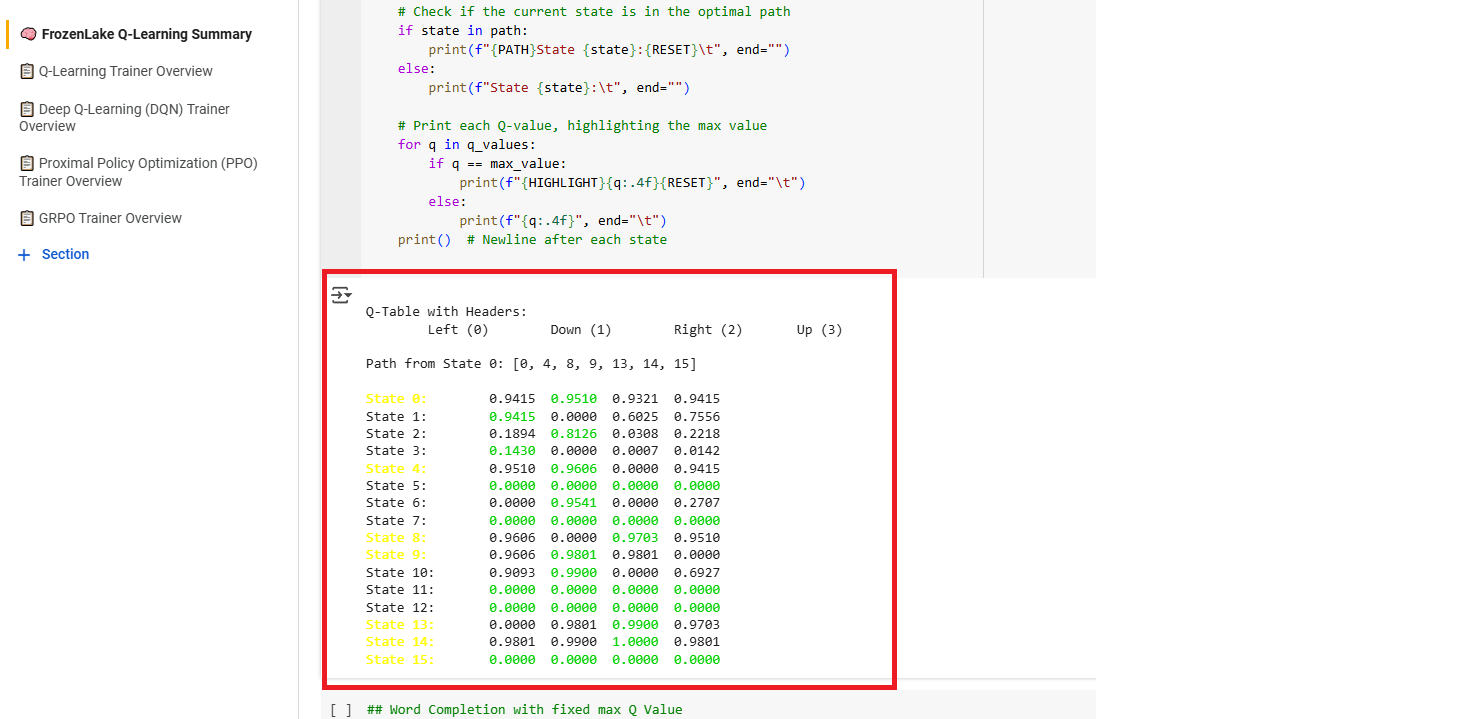 🧠 FrozenLake Q-Learning Summary
📋 Q-Learning Trainer Overview
📋 Deep Q-Learning (DQN) Trainer
Overview
📋 Proximal Policy Optimization (PPO)
Trainer Overview
📋 GRPO Trainer Overview
+ Section
# Check if the current state is in the optimal path
if state in path:
    print(f"{PATH}State {state}:{RESET}\t", end="")
else:
    print(f"State {state}:\t", end="")
# Print each Q-value, highlighting the max value
for q in q_values:
    if q == max_value:
        print(f"{HIGHLIGHT}{q:.4f}{RESET}", end="\t")
    else:
        print(f"{q:.4f}", end="\t")
print()  # Newline after each state
Q-Table with Headers:
Left (0) Down (1) Right (2) Up (3)
Path from State 0: [0, 4, 8, 9, 13, 14, 15]
State 0: 0.9415 0.9510 0.9321 0.9415
State 1: 0.9415 0.0000 0.6025 0.7556
State 2: 0.1894 0.8126 0.0308 0.2218
State 3: 0.1430 0.0000 0.0007 0.0142
State 4: 0.9510 0.9606 0.0000 0.9415
State 5: 0.0000 0.0000 0.0000 0.0000
State 6: 0.0000 0.9541 0.0000 0.2707
State 7: 0.0000 0.0000 0.0000 0.0000
State 8: 0.9606 0.0000 0.9703 0.9510
State 9: 0.9606 0.9801 0.9801 0.0000
State 10: 0.9093 0.9900 0.0000 0.6927
State 11: 0.0000 0.0000 0.0000 0.0000
State 12: 0.0000 0.0000 0.0000 0.0000
State 13: 0.0000 0.9801 0.9900 0.9703
State 14: 0.9801 0.9900 1.0000 0.9801
State 15: 0.0000 0.0000 0.0000 0.0000
[ ] ## Word Completion with fixed max Q Value